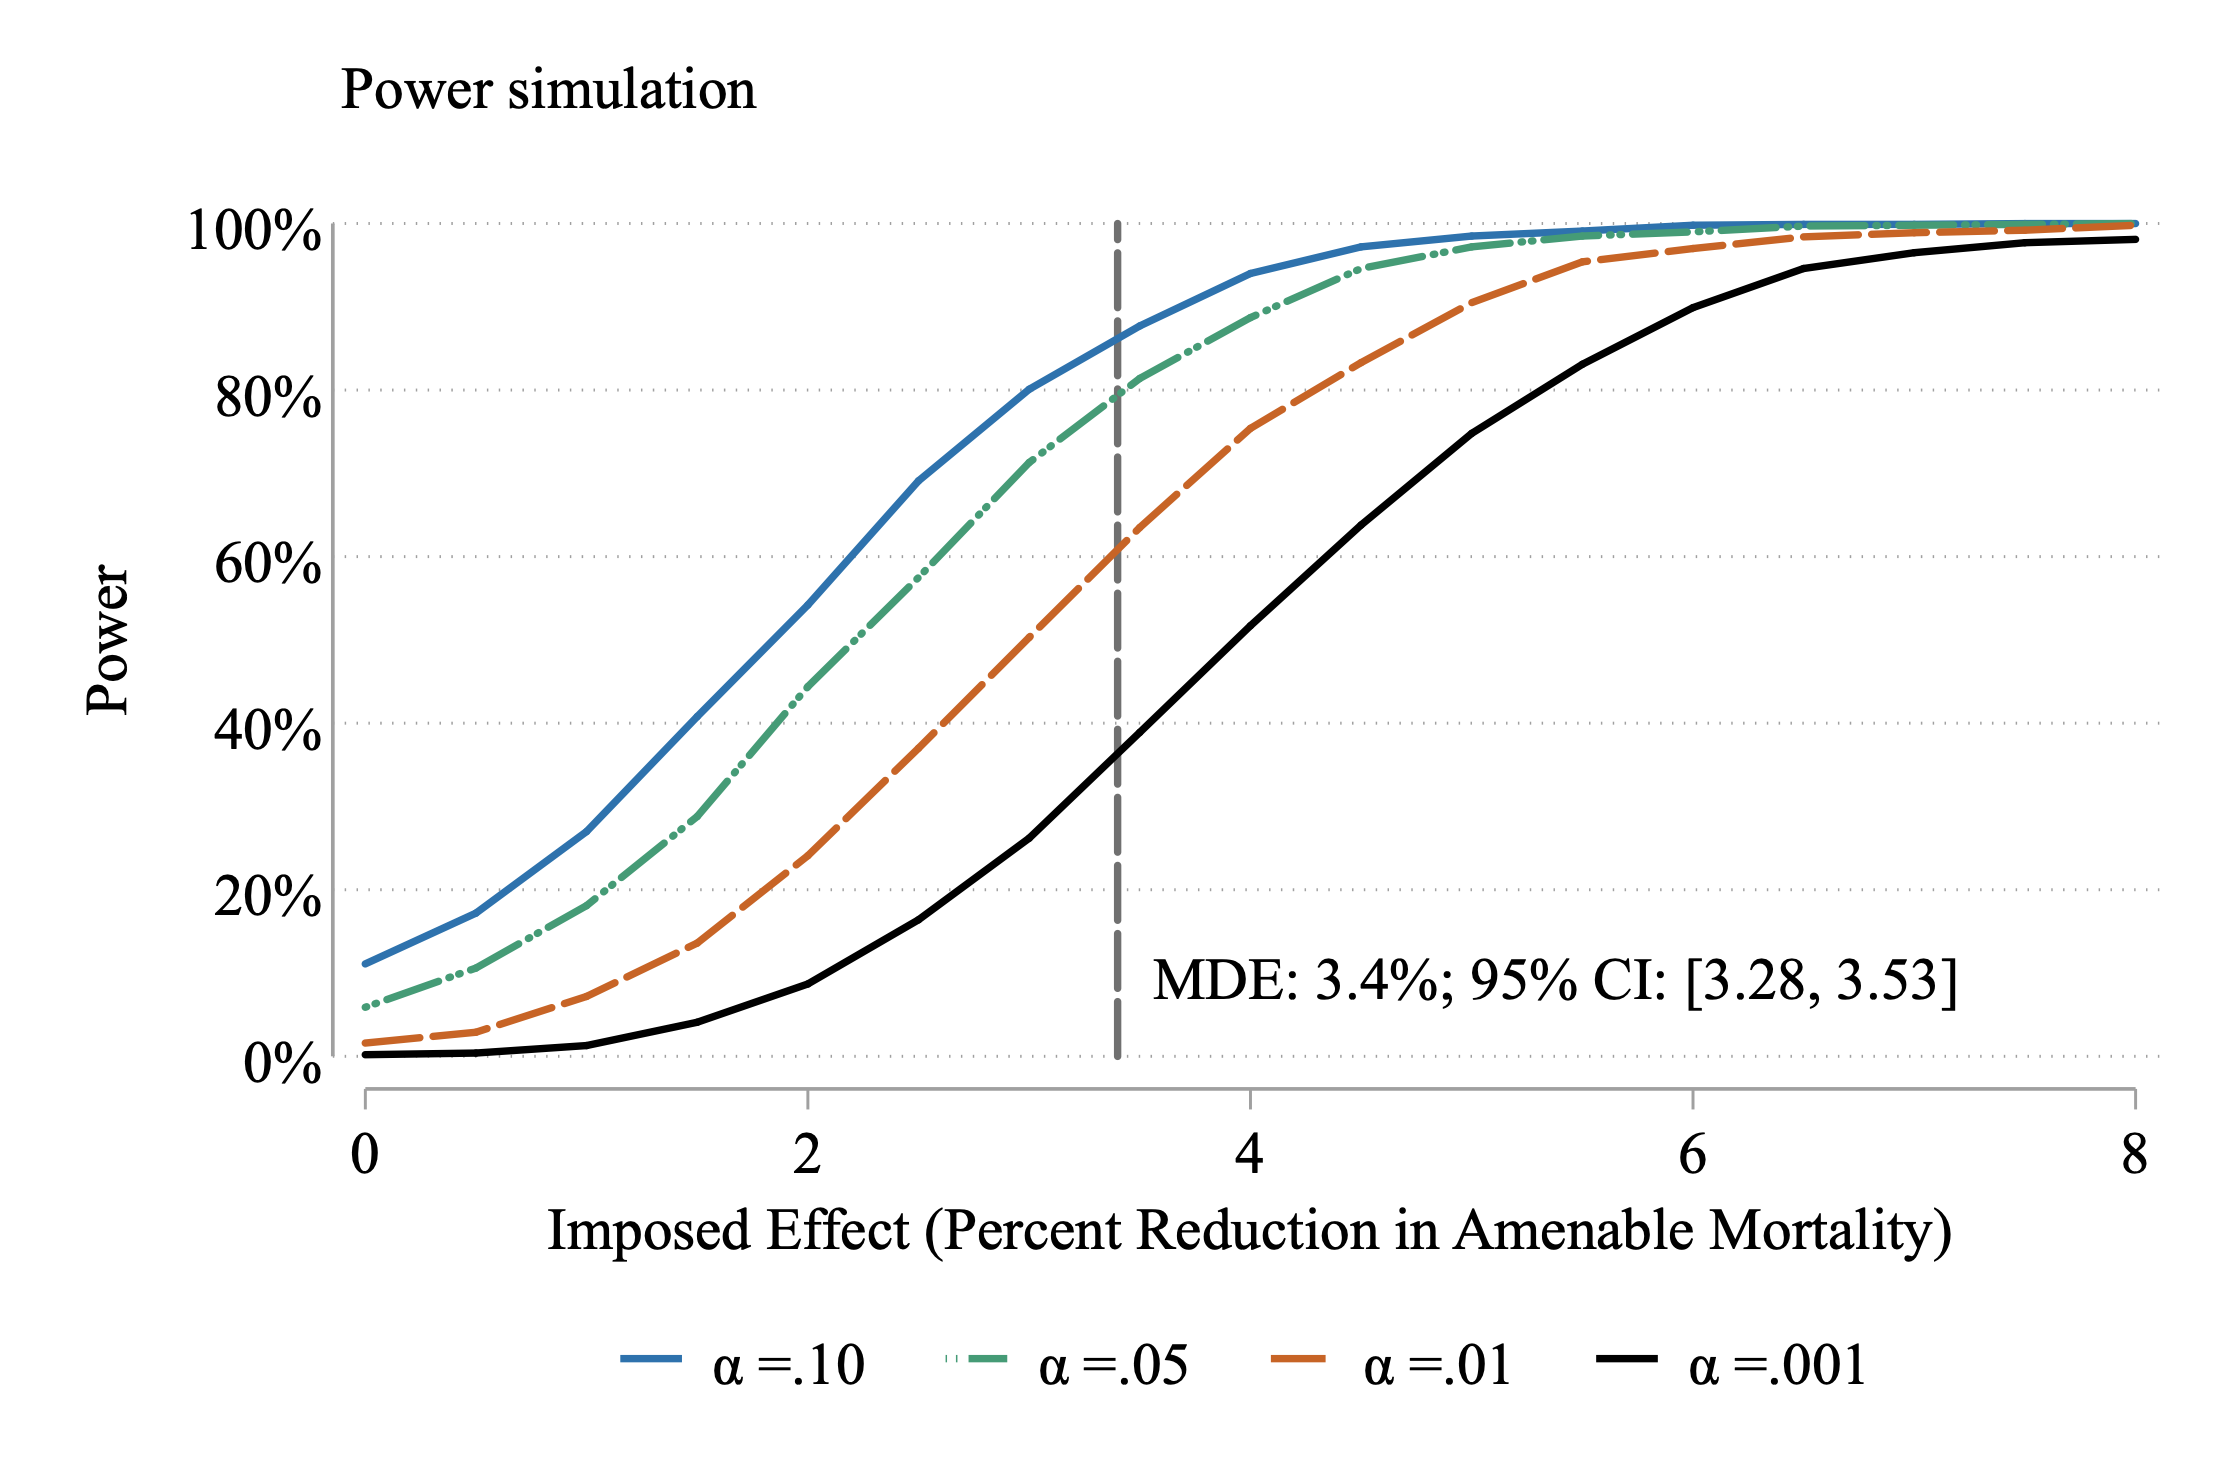 Power simulation
100%
80%
60%
40%
20%
0%
Power
MDE: 3.4%; 95% CI: [3.28, 3.53]
0 2 4 6 8
Imposed Effect (Percent Reduction in Amenable Mortality)
α =.10 α =.05 α =.01 α =.001